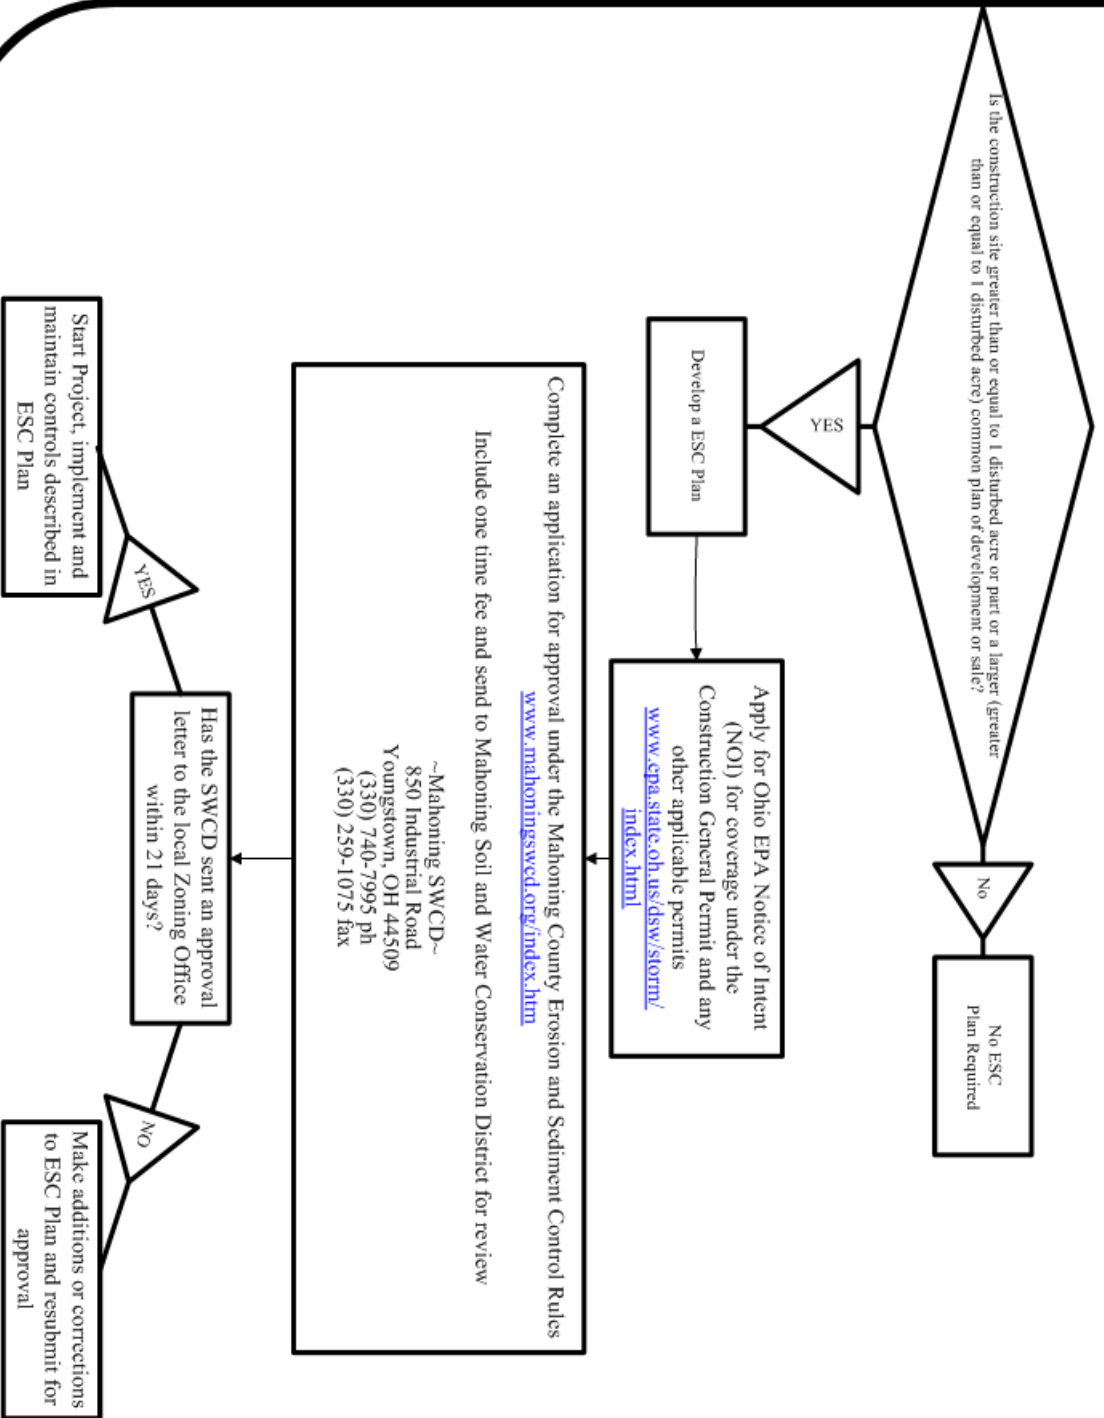 Is the construction site greater than or equal to 1 disturbed acre or part or a larger (greater
than or equal to 1 disturbed acre) common plan of development or sale?
No
No ESC
Plan Required
YES
Develop a ESC Plan
Apply for Ohio EPA Notice of Intent
(NOI) for coverage under the
Construction General Permit and any
other applicable permits
www.epa.state.oh.us/dsw/storm/
index.html
Complete an application for approval under the Mahoning County Erosion and Sediment Control Rules
www.mahoningswcd.org/index.htm
Include one time fee and send to Mahoning Soil and Water Conservation District for review
~Mahoning SWCD~
850 Industrial Road
Youngstown, OH 44509
(330) 740-7995 ph
(330) 259-1075 fax
Has the SWCD sent an approval
letter to the local Zoning Office
within 21 days?
YES
Start Project, implement and
maintain controls described in
ESC Plan
NO
Make additions or corrections
to ESC Plan and resubmit for
approval